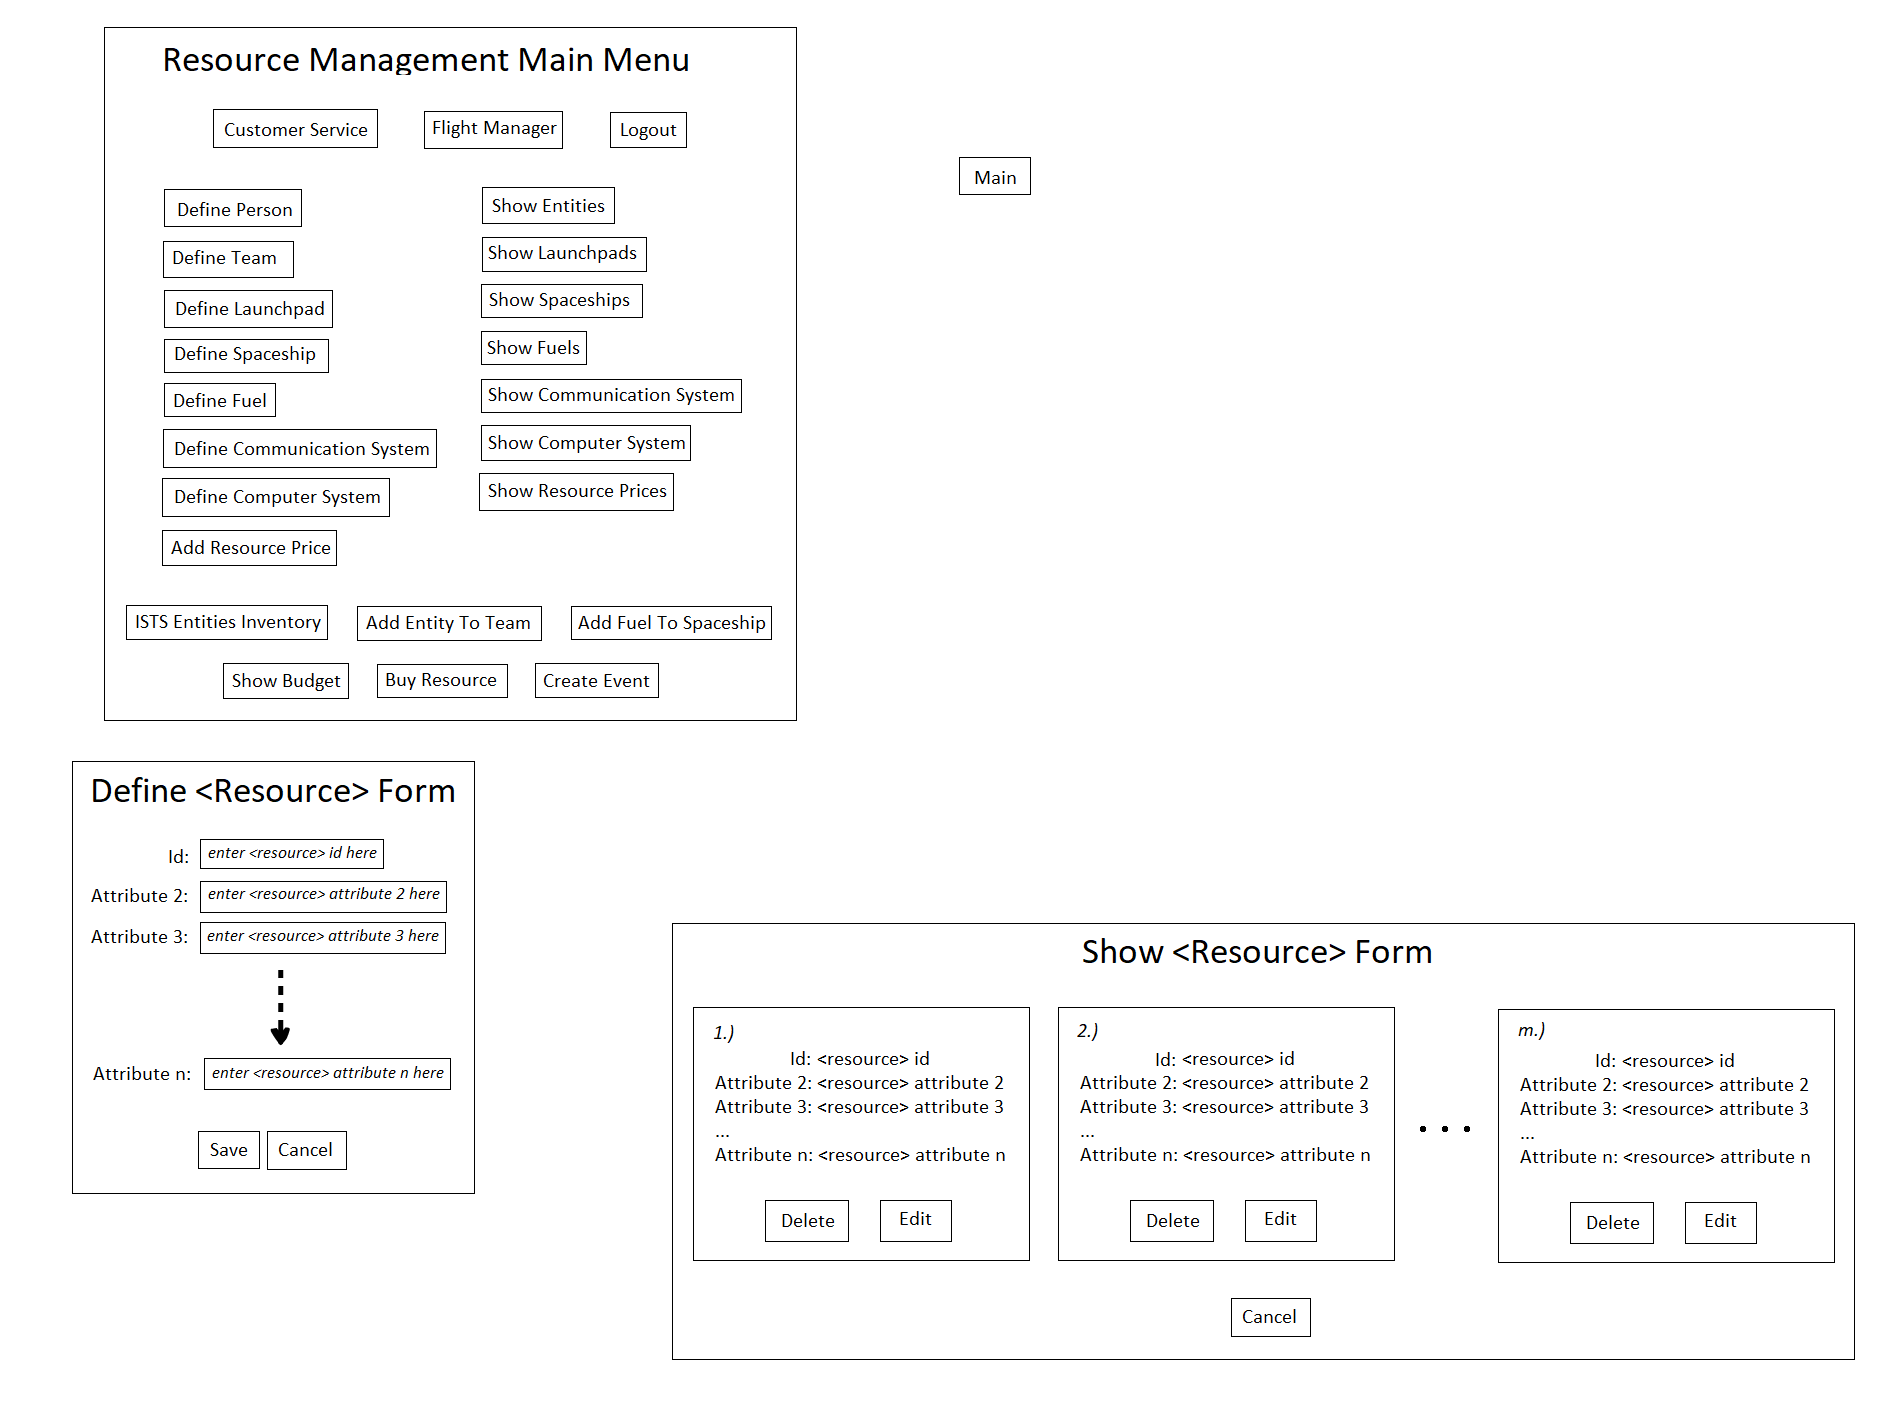 Resource Management Main Menu
Customer Service Flight Manager Logout
Main
Define Person
Define Team
Define Launchpad
Define Spaceship
Define Fuel
Define Communication System
Define Computer System
Add Resource Price
Show Entities
Show Launchpads
Show Spaceships
Show Fuels
Show Communication System
Show Computer System
Show Resource Prices
ISTS Entities Inventory Add Entity To Team Add Fuel To Spaceship
Show Budget Buy Resource Create Event
Define <Resource> Form
Id: enter <resource> id here
Attribute 2: enter <resource> attribute 2 here
Attribute 3: enter <resource> attribute 3 here
Attribute n: enter <resource> attribute n here
Save Cancel
Show <Resource> Form
1.)
Id: <resource> id
Attribute 2: <resource> attribute 2
Attribute 3: <resource> attribute 3
...
Attribute n: <resource> attribute n
Delete Edit
2.)
Id: <resource> id
Attribute 2: <resource> attribute 2
Attribute 3: <resource> attribute 3
...
Attribute n: <resource> attribute n
Delete Edit
. . .
m.)
Id: <resource> id
Attribute 2: <resource> attribute 2
Attribute 3: <resource> attribute 3
...
Attribute n: <resource> attribute n
Delete Edit
Cancel